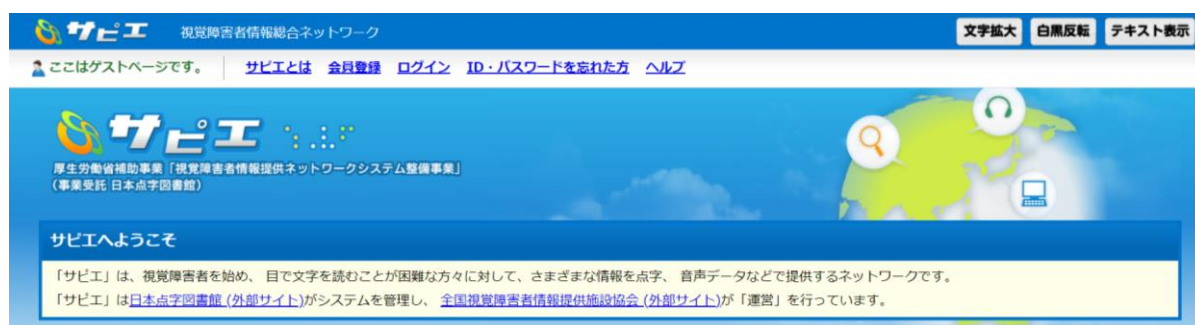 サピエ 視覚障害者情報総合ネットワーク 文字拡大 白黒反転 テキスト表示
ここはゲストページです。 サピエとは 会員登録 ログイン ID・パスワードを忘れた方 ヘルプ
サピエ
厚生労働省補助事業「視覚障害者情報提供ネットワークシステム整備事業」
(事業受託 日本点字図書館)
サピエへようこそ
「サピエ」は、視覚障害者を始め、 目で文字を読むことが困難な方々に対して、さまざまな情報を点字、 音声データなどで提供するネットワークです。
「サピエ」は日本点字図書館 (外部サイト)がシステムを管理し、 全国視覚障害者情報提供施設協会 (外部サイト)が「運営」を行っています。